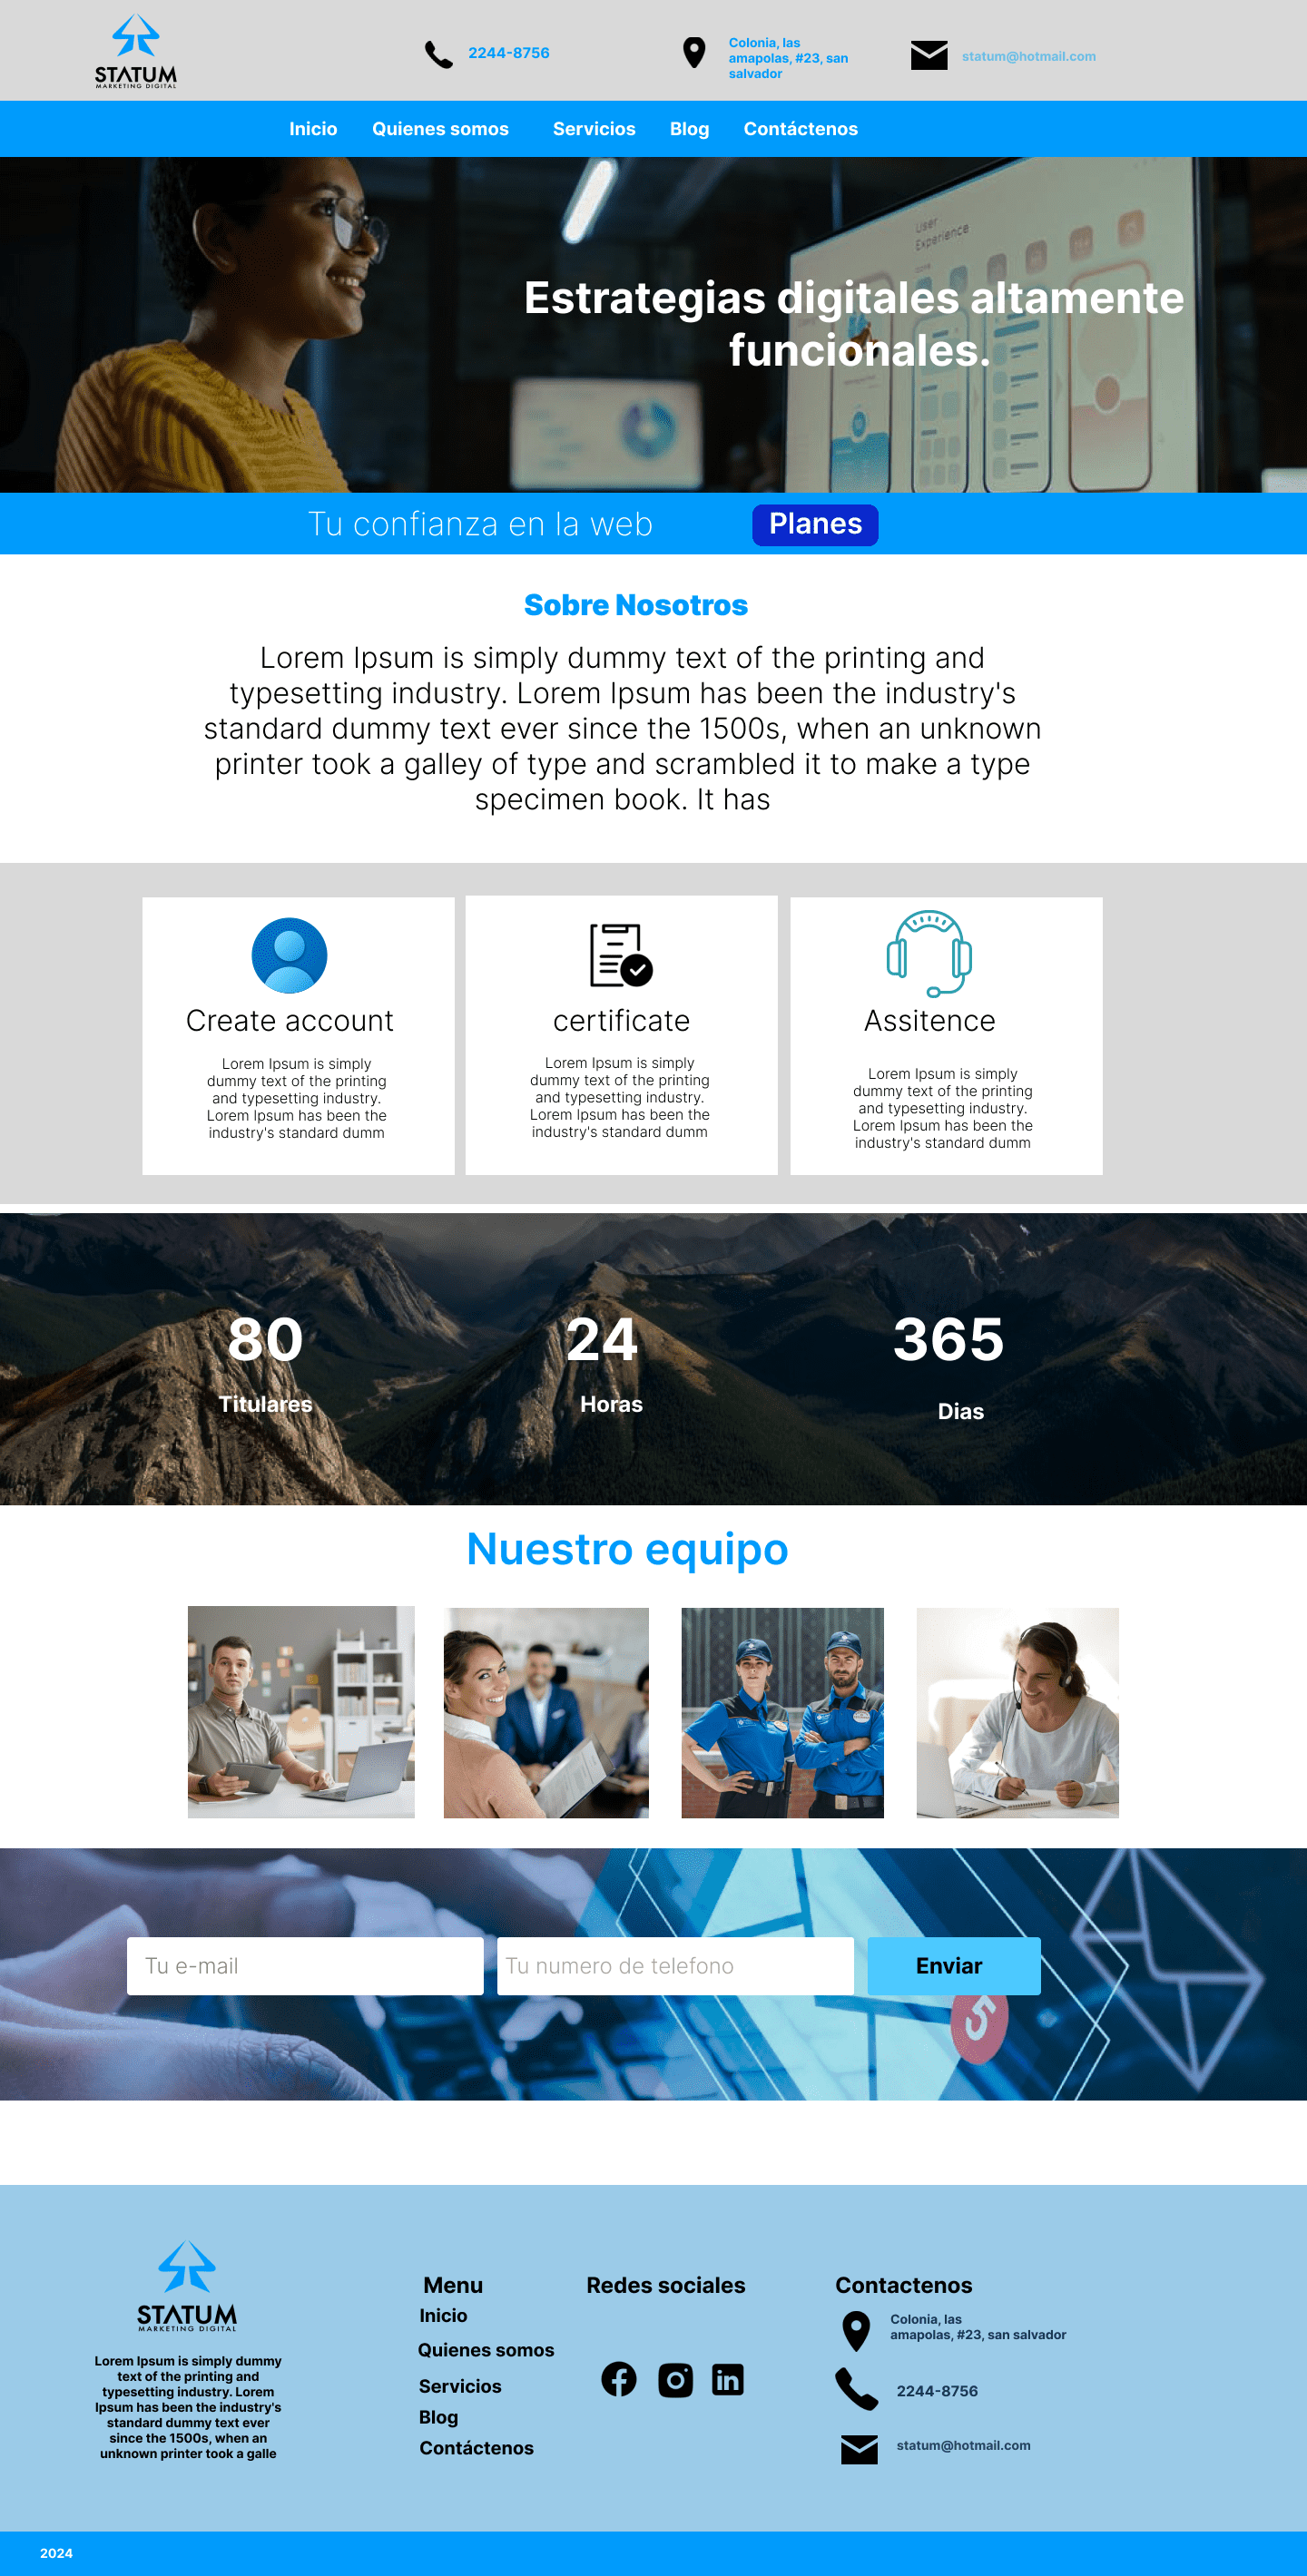 STATUM
MARKETING DIGITAL
2244-8756
Colonia, las
amapolas, #23, san
salvador
statum@hotmail.com
Inicio
Quienes somos
Servicios
Blog
Contáctenos
User
Experience
Estrategias digitales altamente
funcionales.
Tu confianza en la web
Planes
Sobre Nosotros
Lorem Ipsum is simply dummy text of the printing and
typesetting industry. Lorem Ipsum has been the industry's
standard dummy text ever since the 1500s, when an unknown
printer took a galley of type and scrambled it to make a type
specimen book. It has
Create account
Lorem Ipsum is simply
dummy text of the printing
and typesetting industry.
Lorem Ipsum has been the
industry's standard dumm
certificate
Lorem Ipsum is simply
dummy text of the printing
and typesetting industry.
Lorem Ipsum has been the
industry's standard dumm
Assitence
Lorem Ipsum is simply
dummy text of the printing
and typesetting industry.
Lorem Ipsum has been the
industry's standard dumm
80
Titulares
24
Horas
365
Dias
Nuestro equipo
Tu e-mail
Tu numero de telefono
Enviar
STATUM
MARKETING DIGITAL
Lorem Ipsum is simply dummy
text of the printing and
typesetting industry. Lorem
Ipsum has been the industry's
standard dummy text ever
since the 1500s, when an
unknown printer took a galle
Menu
Inicio
Quienes somos
Servicios
Blog
Contáctenos
Redes sociales
in
Contactenos
Colonia, las
amapolas, #23, san salvador
2244-8756
statum@hotmail.com
2024